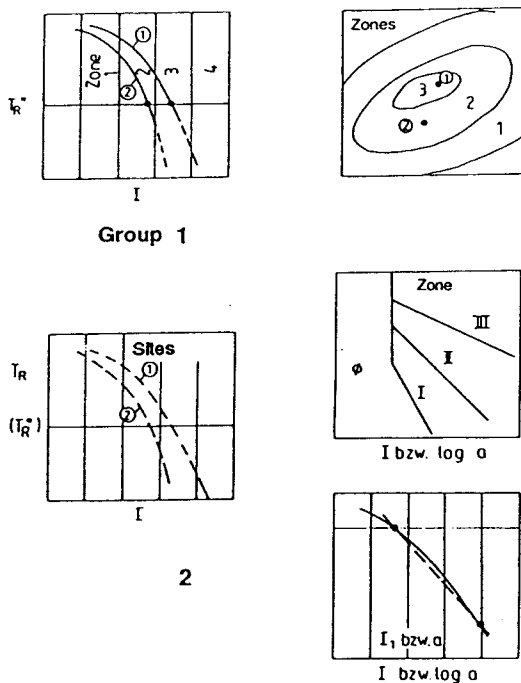 Zone 1
2
3
4
①
②
T_R°
I
Group 1
Zones
3
①
2
②
1
Sites
①
②
T_R
(T_R°)
I
2
Zone
III
II
I
ø
I bzw. log a
I₁ bzw. a
I bzw. log a